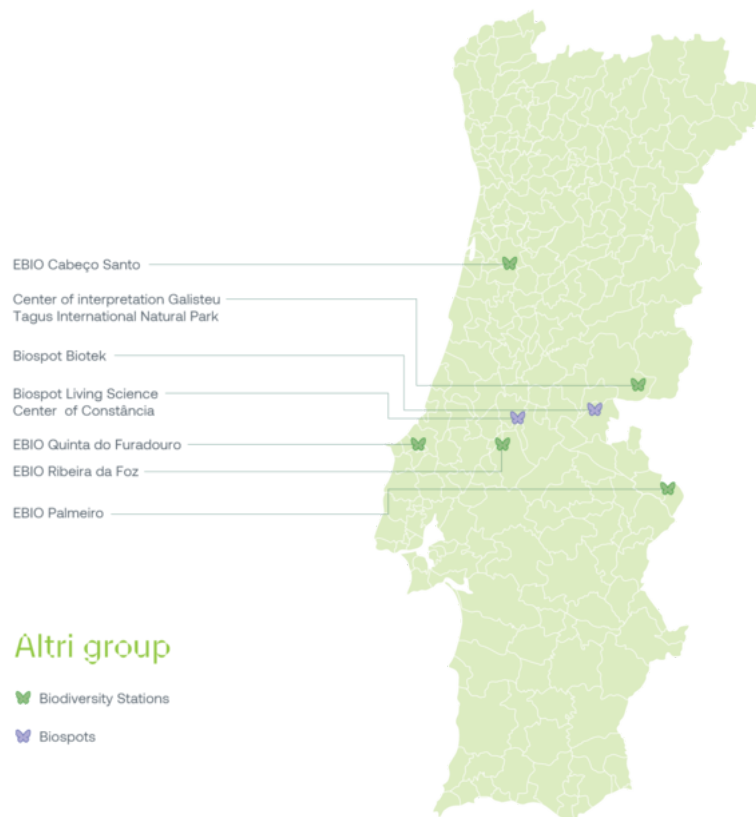 EBIO Cabeço Santo
Center of interpretation Galisteu
Tagus International Natural Park
Biospot Biotek
Biospot Living Science
Center of Constância
EBIO Quinta do Furadouro
EBIO Ribeira da Foz
EBIO Palmeiro
Altri group
Biodiversity Stations
Biospots